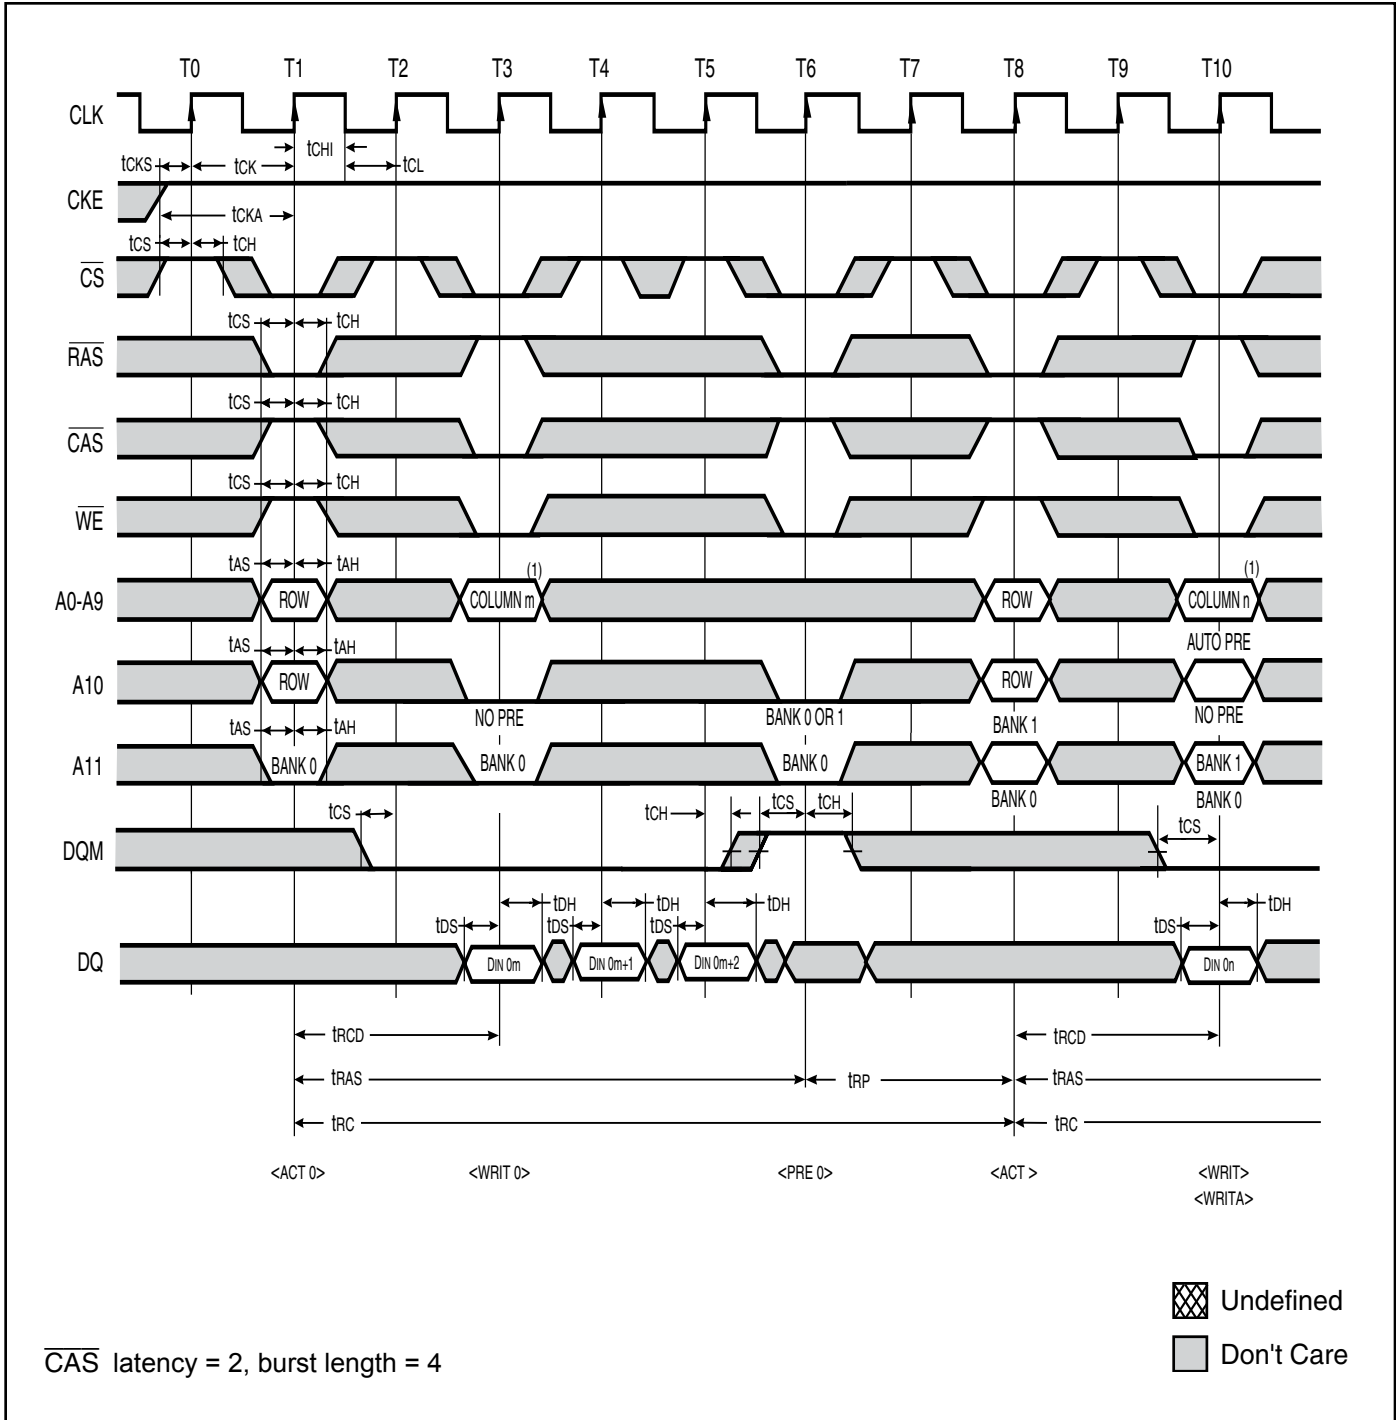 T0 T1 T2 T3 T4 T5 T6 T7 T8 T9 T10
CLK
tCHI
tCKS tCK tCL
CKE
tCKA
tCS tCH
CS
tCS tCH
RAS
tCS tCH
CAS
tCS tCH
WE
tAS tAH (1) (1)
A0-A9 ROW COLUMN m ROW COLUMN n
tAS tAH AUTO PRE
A10 ROW ROW
NO PRE BANK 0 OR 1 BANK 1 NO PRE
tAS tAH
A11 BANK 0 BANK 0 BANK 0 BANK 1
BANK 0 BANK 0
tCS tCH tCS tCH tCS
DQM
tDH tDH tDH tDH
tDS tDS tDS tDS
DQ DIN 0m DIN 0m+1 DIN 0m+2 DIN 0n
tRCD tRCD
tRAS tRP tRAS
tRC tRC
<ACT 0> <WRIT 0> <PRE 0> <ACT > <WRIT>
<WRITA>
Undefined
Don't Care
CAS latency = 2, burst length = 4